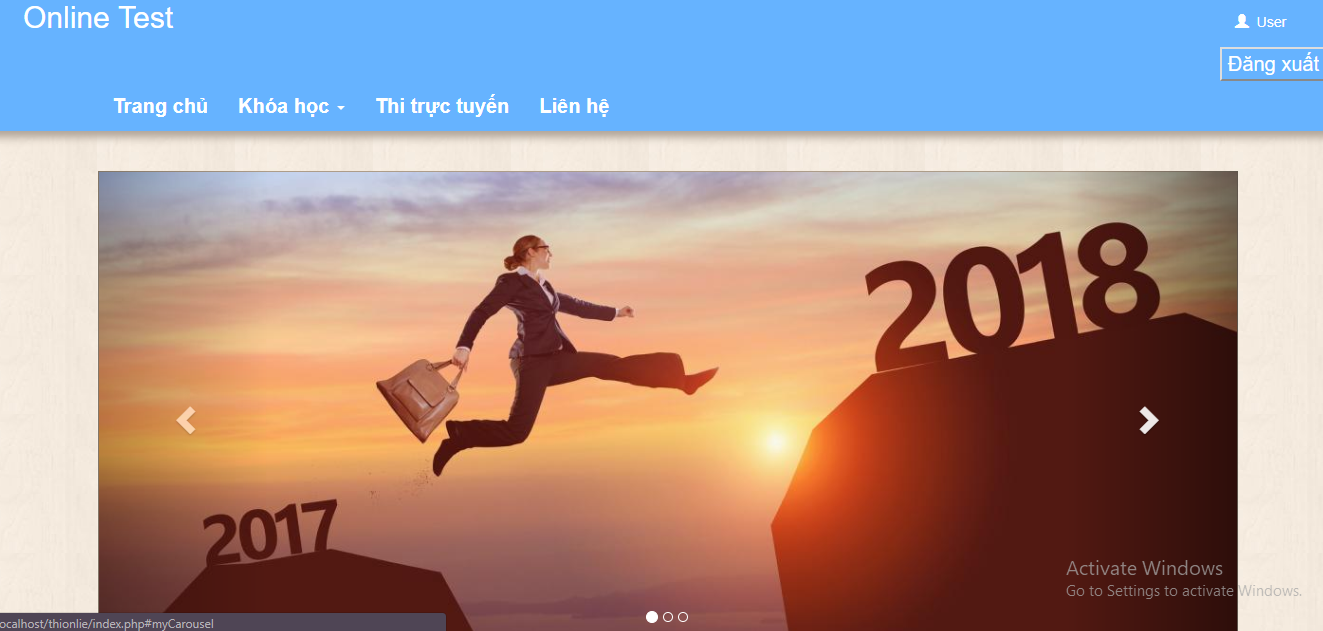 Online Test
User
Đăng xuất
Trang chủ Khóa học Thi trực tuyến Liên hệ
2018
2017
Activate Windows
Go to Settings to activate Windows.
ocalhost/thionlie/index.php#myCarousel